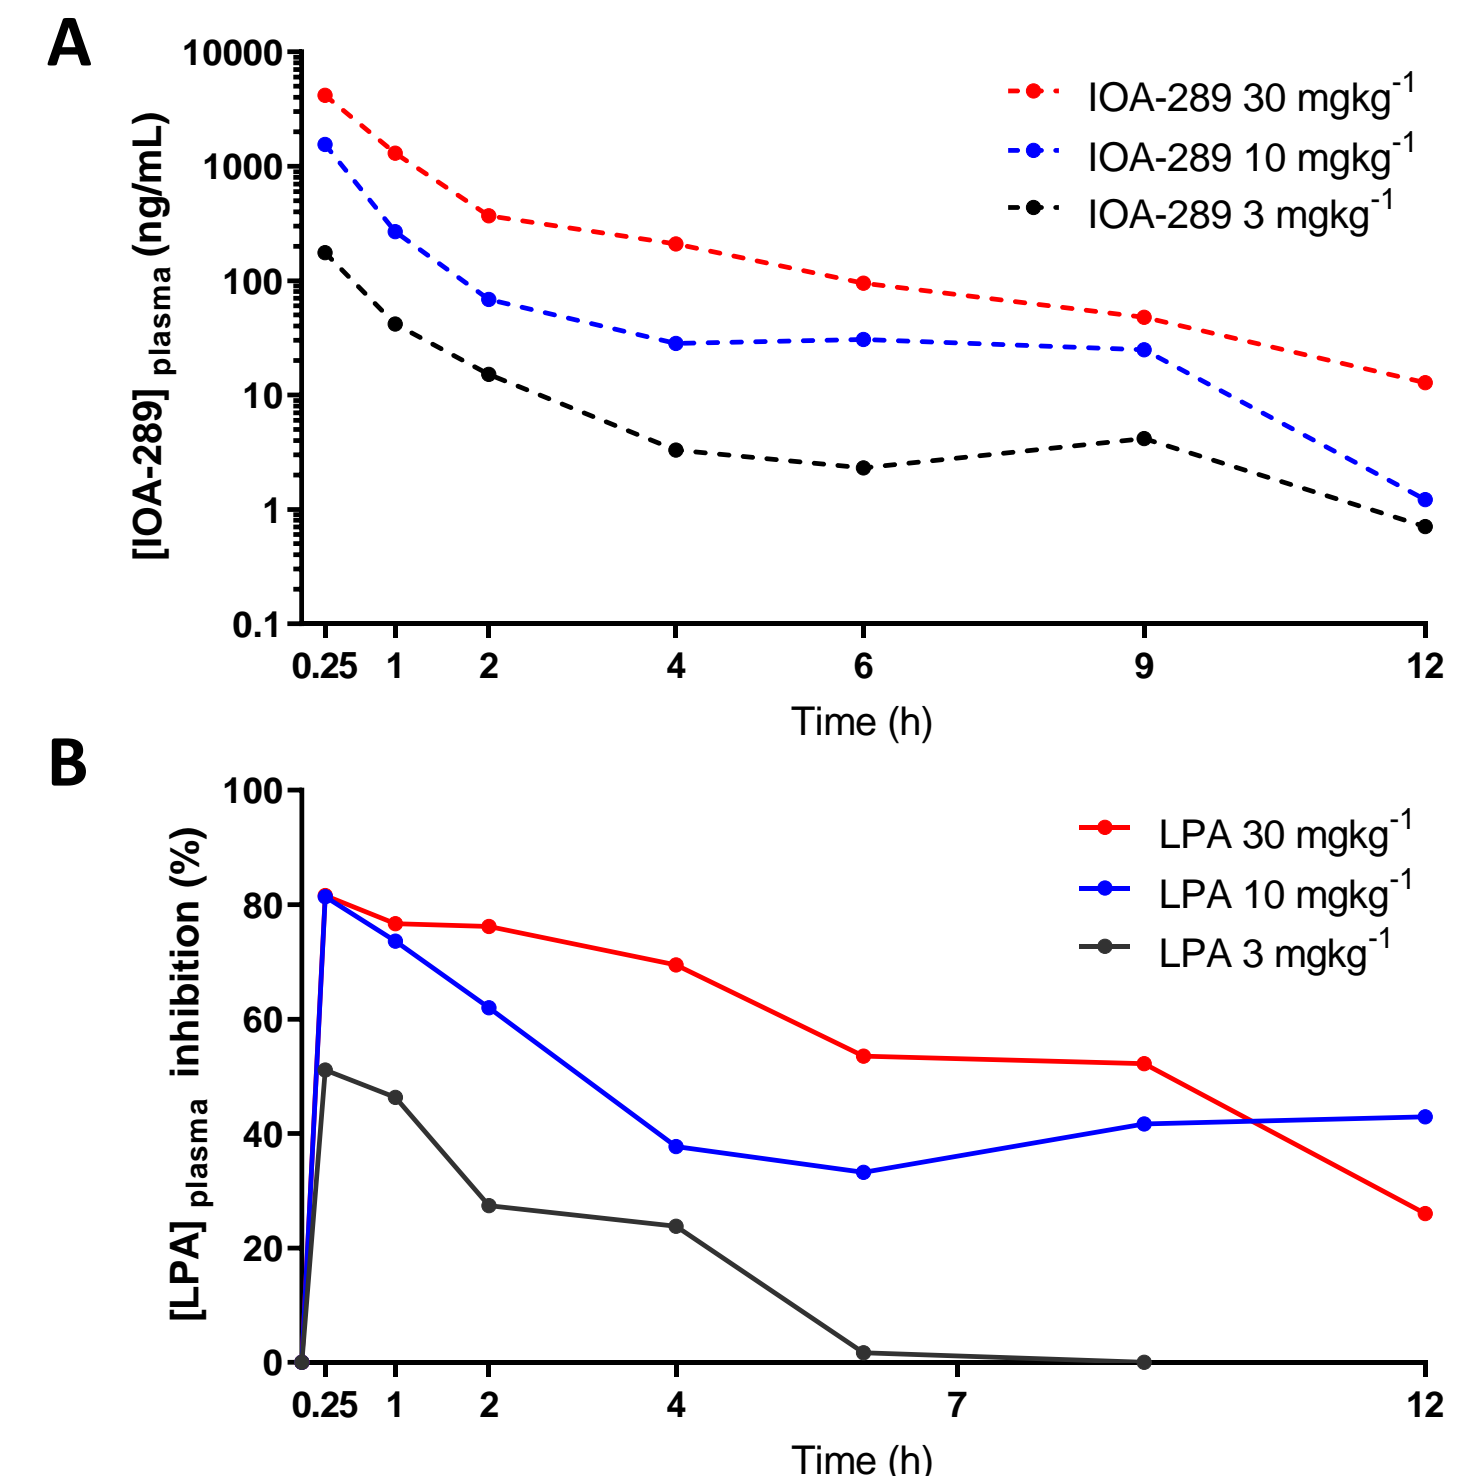 A
[IOA-289] plasma (ng/mL)
10000
1000
100
10
1
0.1
IOA-289 30 mgkg-1
IOA-289 10 mgkg-1
IOA-289 3 mgkg-1
0.25 1 2 4 6 9 12
Time (h)
B
[LPA] plasma inhibition (%)
100
80
60
40
20
0
LPA 30 mgkg-1
LPA 10 mgkg-1
LPA 3 mgkg-1
0.25 1 2 4 7 12
Time (h)